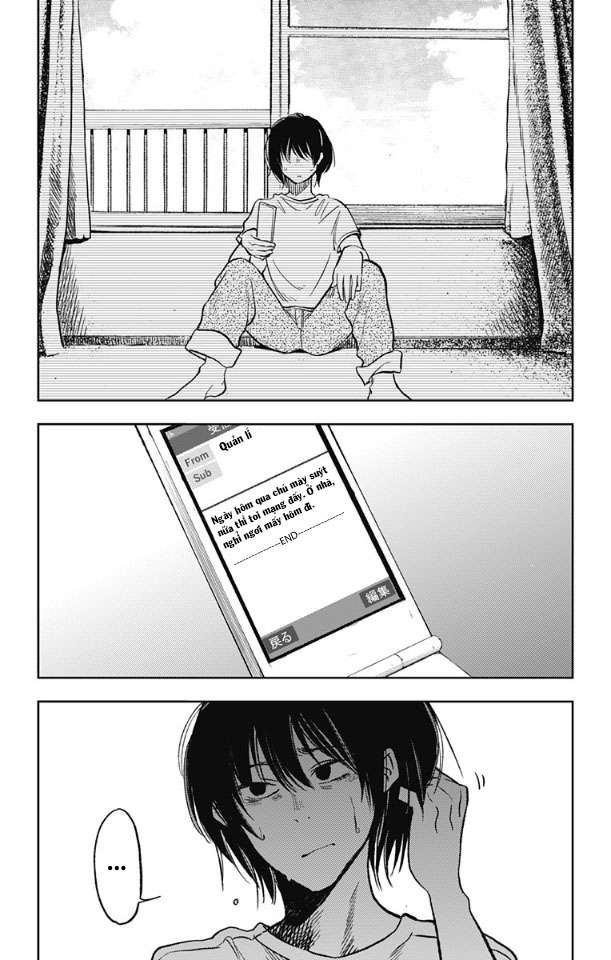 From
Quản lí
Sub
Ngày hôm qua chú mày suýt
nữa thì toi mạng đấy. Ở nhà,
nghỉ ngơi mấy hôm đi.
---------------END---------------
戻る
編集
...